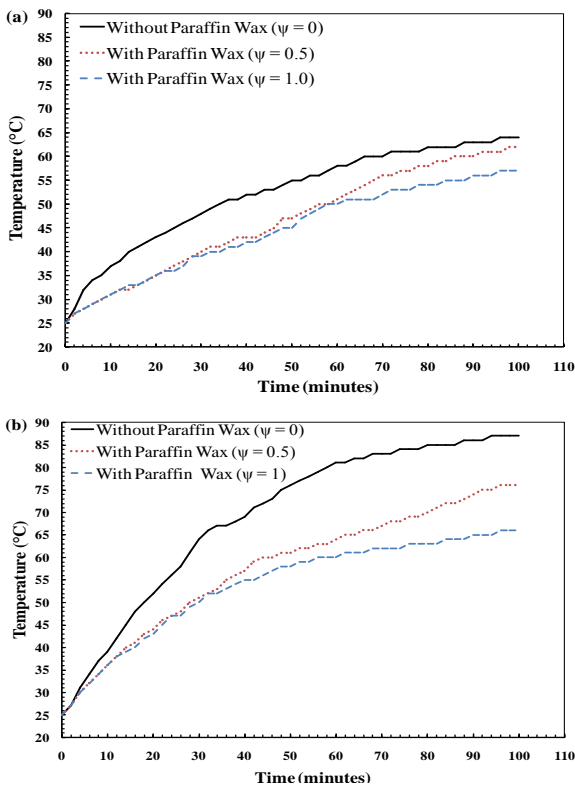 (a)
90
85
80
75
70
65
60
55
50
45
40
35
30
25
20
Temperature (°C)
Without Paraffin Wax (ψ = 0)
With Paraffin Wax (ψ = 0.5)
With Paraffin Wax (ψ = 1.0)
0 10 20 30 40 50 60 70 80 90 100 110
Time (minutes)
(b)
90
85
80
75
70
65
60
55
50
45
40
35
30
25
20
Temperature (°C)
Without Paraffin Wax (ψ = 0)
With Paraffin Wax (ψ = 0.5)
With Paraffin Wax (ψ = 1)
0 10 20 30 40 50 60 70 80 90 100 110
Time (minutes)